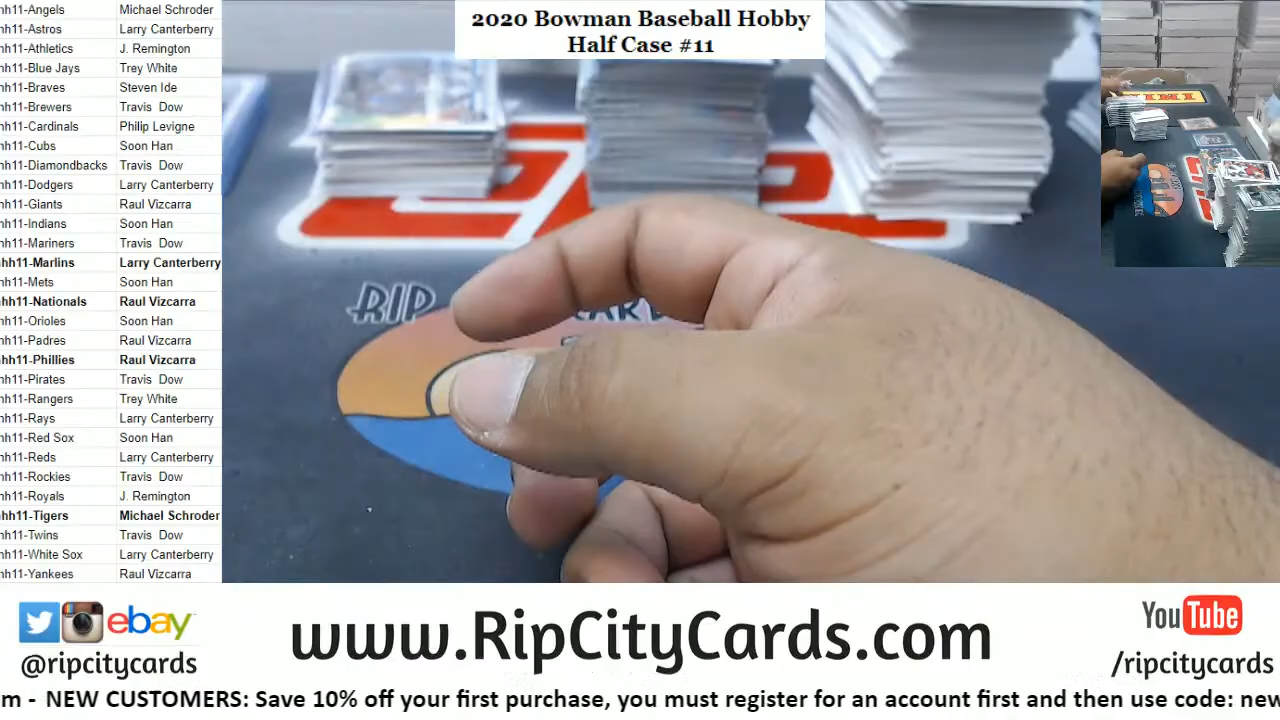 2020 Bowman Baseball Hobby
Half Case #11
hh11-Angels Michael Schroder
hh11-Astros Larry Canterberry
hh11-Athletics J. Remington
hh11-Blue Jays Trey White
hh11-Braves Steven Ide
hh11-Brewers Travis Dow
hh11-Cardinals Philip Levigne
hh11-Cubs Soon Han
hh11-Diamondbacks Travis Dow
hh11-Dodgers Larry Canterberry
hh11-Giants Raul Vizcarra
hh11-Indians Soon Han
hh11-Mariners Travis Dow
hh11-Marlins Larry Canterberry
hh11-Mets Soon Han
hh11-Nationals Raul Vizcarra
hh11-Orioles Soon Han
hh11-Padres Raul Vizcarra
hh11-Phillies Raul Vizcarra
hh11-Pirates Travis Dow
hh11-Rangers Trey White
hh11-Rays Larry Canterberry
hh11-Red Sox Soon Han
hh11-Reds Larry Canterberry
hh11-Rockies Travis Dow
hh11-Royals J. Remington
hh11-Tigers Michael Schroder
hh11-Twins Travis Dow
hh11-White Sox Larry Canterberry
hh11-Yankees Raul Vizcarra
RIP
ebay
@ripcitycards
www.RipCityCards.com
YouTube
/ripcitycards
m - NEW CUSTOMERS: Save 10% off your first purchase, you must register for an account first and then use code: new